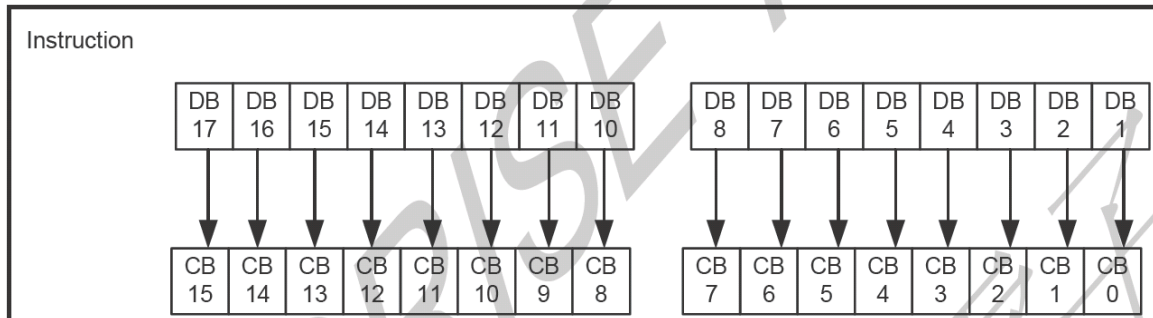 Instruction
DB DB DB DB DB DB DB DB DB DB DB DB DB DB DB DB
17 16 15 14 13 12 11 10 8 7 6 5 4 3 2 1
CB CB CB CB CB CB CB CB CB CB CB CB CB CB CB CB
15 14 13 12 11 10 9 8 7 6 5 4 3 2 1 0